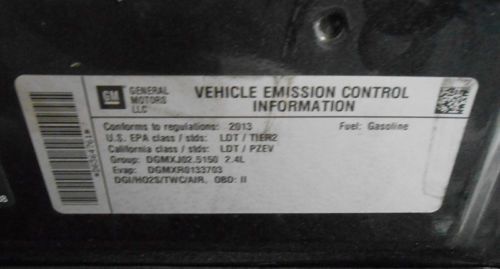 GM
GENERAL MOTORS LLC
VEHICLE EMISSION CONTROL
INFORMATION
Conforms to regulations: 2013 Fuel: Gasoline
U.S. EPA class / stds: LDT / TIER2
California class / stds: LDT / PZEV
Group: DGMXJ02.5150 2.4L
Evap: DGMXR0133703
DGI/HO2S/TWC/AIR, OBD: II